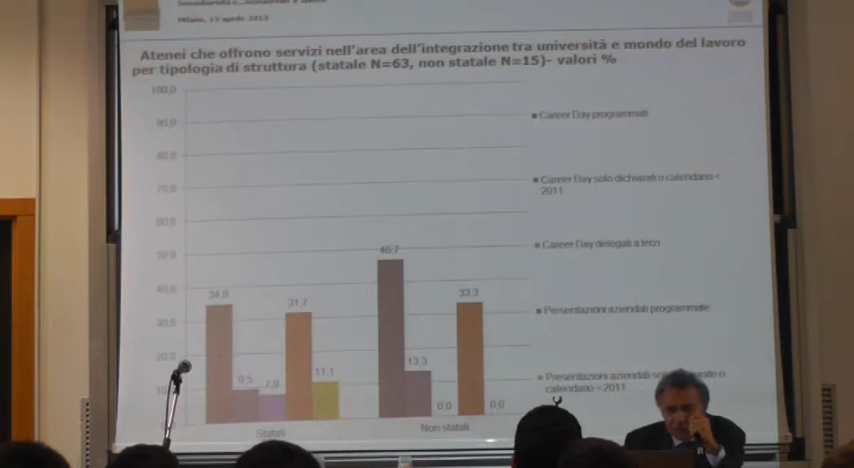 Milano, 12 aprile 2013
Atenei che offrono servizi nell'area dell'integrazione tra università e mondo del lavoro
per tipologia di struttura (statale N=63, non statale N=15)- valori %
100,0
90,0
80,0
70,0
60,0
50,0
40,0
30,0
20,0
34,9
9,5
7,9
31,7
11,1
46,7
13,3
0,0
33,3
0,0
Statali
Non statali
Career Day programmati
Career Day solo dichiarati o calendario <
2011
Career Day delegati a terzi
Presentazioni aziendali programmate
Presentazioni aziendali o
calendario < 2011